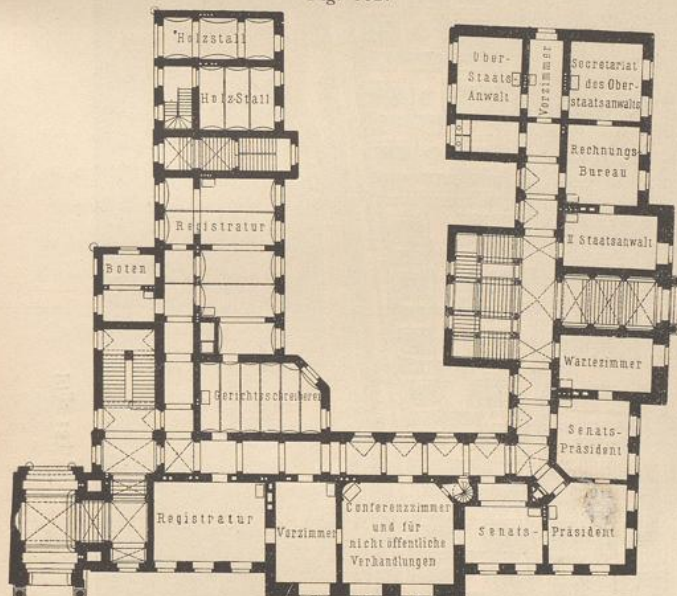 Holzstall
Holz-Stall
Registratur
Boten
Gerichtsschreiberei
Registratur
Vorzimmer
Conferenzzimmer
und für
nicht öffentliche
Verhandlungen
Senats-
Präsident
Senats-
Präsident
Wartezimmer
II Staatsanwalt
Rechnungs-
Bureau
Ober-
Staats-
Anwalt
Vorzimmer
Secretariat
des Ober-
staatsanwalts